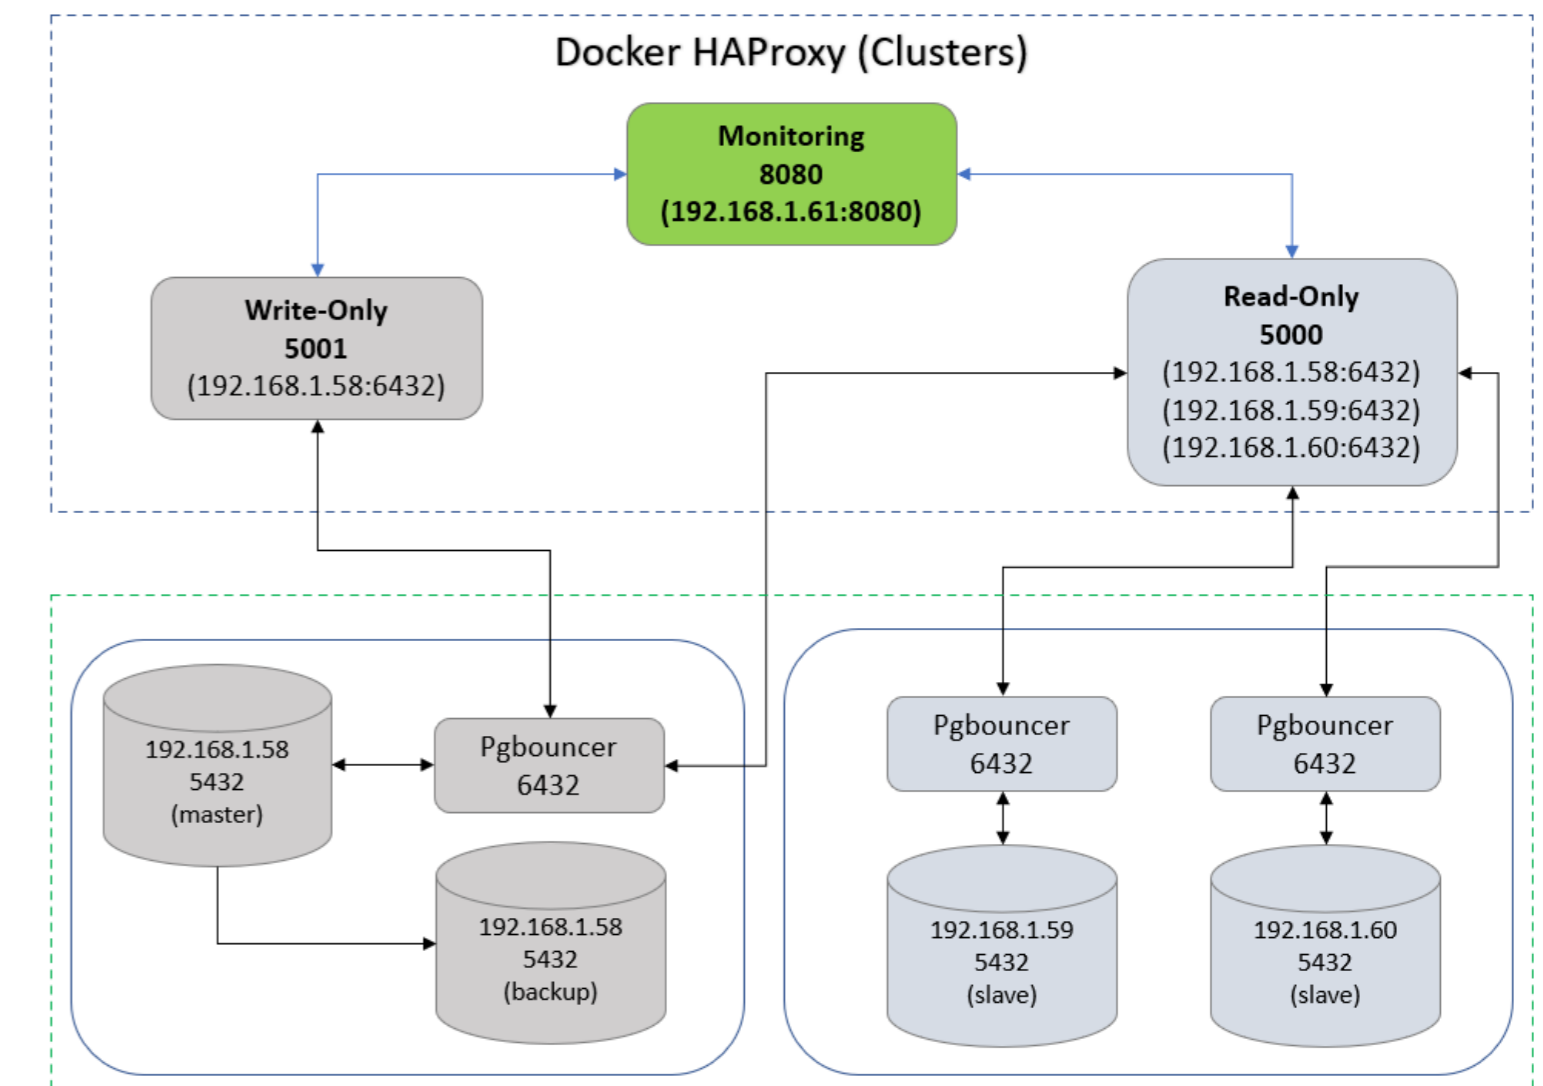 Docker HAProxy (Clusters)
Monitoring
8080
(192.168.1.61:8080)
Write-Only
5001
(192.168.1.58:6432)
Read-Only
5000
(192.168.1.58:6432)
(192.168.1.59:6432)
(192.168.1.60:6432)
192.168.1.58
5432
(master)
Pgbouncer
6432
192.168.1.58
5432
(backup)
Pgbouncer
6432
Pgbouncer
6432
192.168.1.59
5432
(slave)
192.168.1.60
5432
(slave)